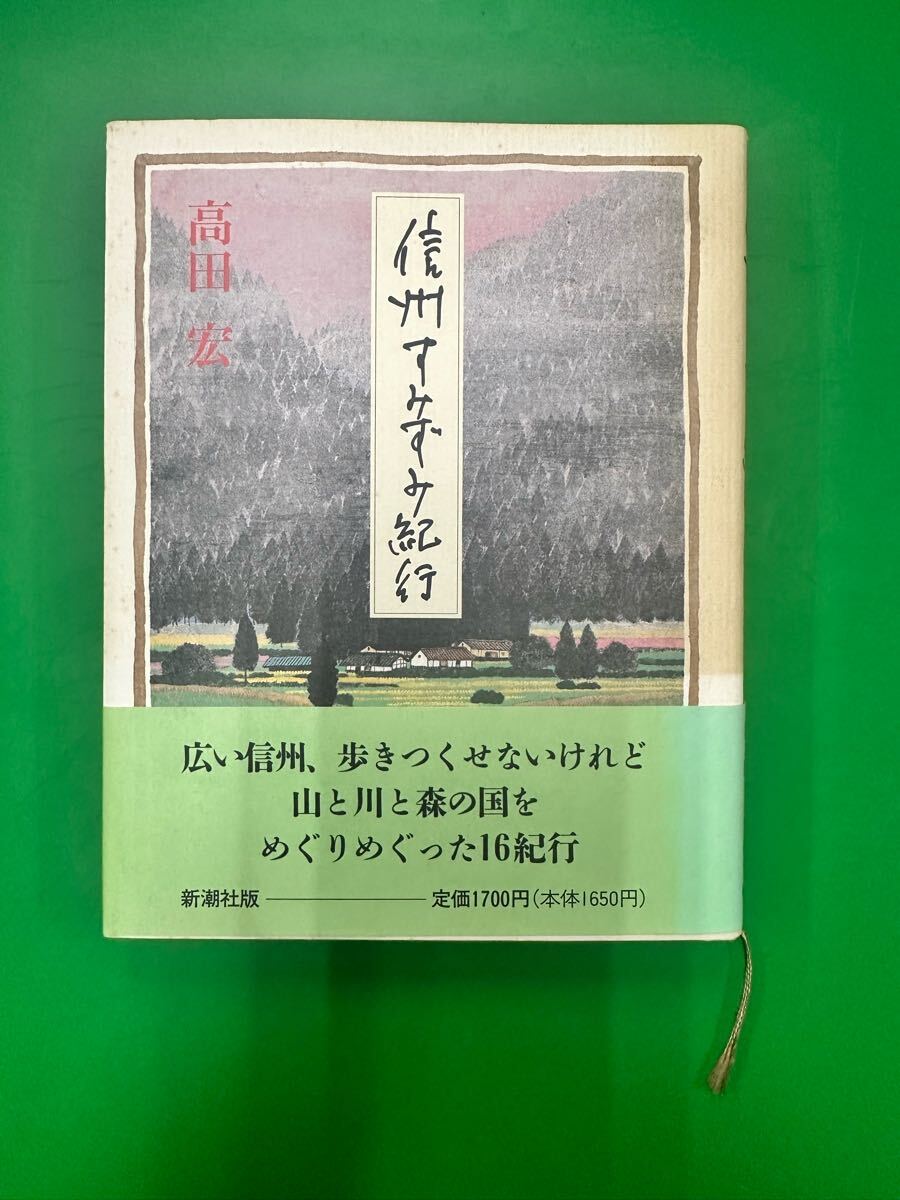 信州すみずみ紀行
高田 宏
広い信州、歩きつくせないけれど
山と川と森の国を
めぐりめぐった16紀行
新潮社版 ──────── 定価1700円(本体1650円)